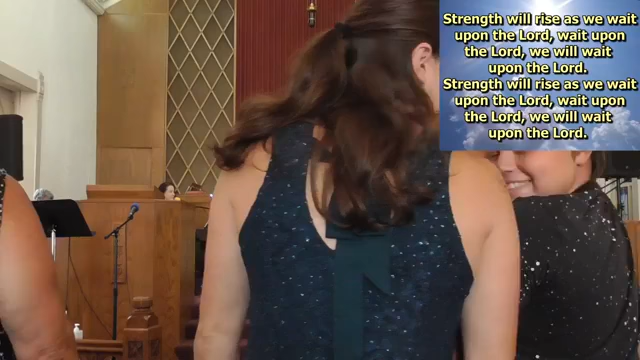 Strength will rise as we wait
upon the Lord, wait upon
the Lord, we will wait
upon the Lord.
Strength will rise as we wait
upon the Lord, wait upon
the Lord, we will wait
upon the Lord.